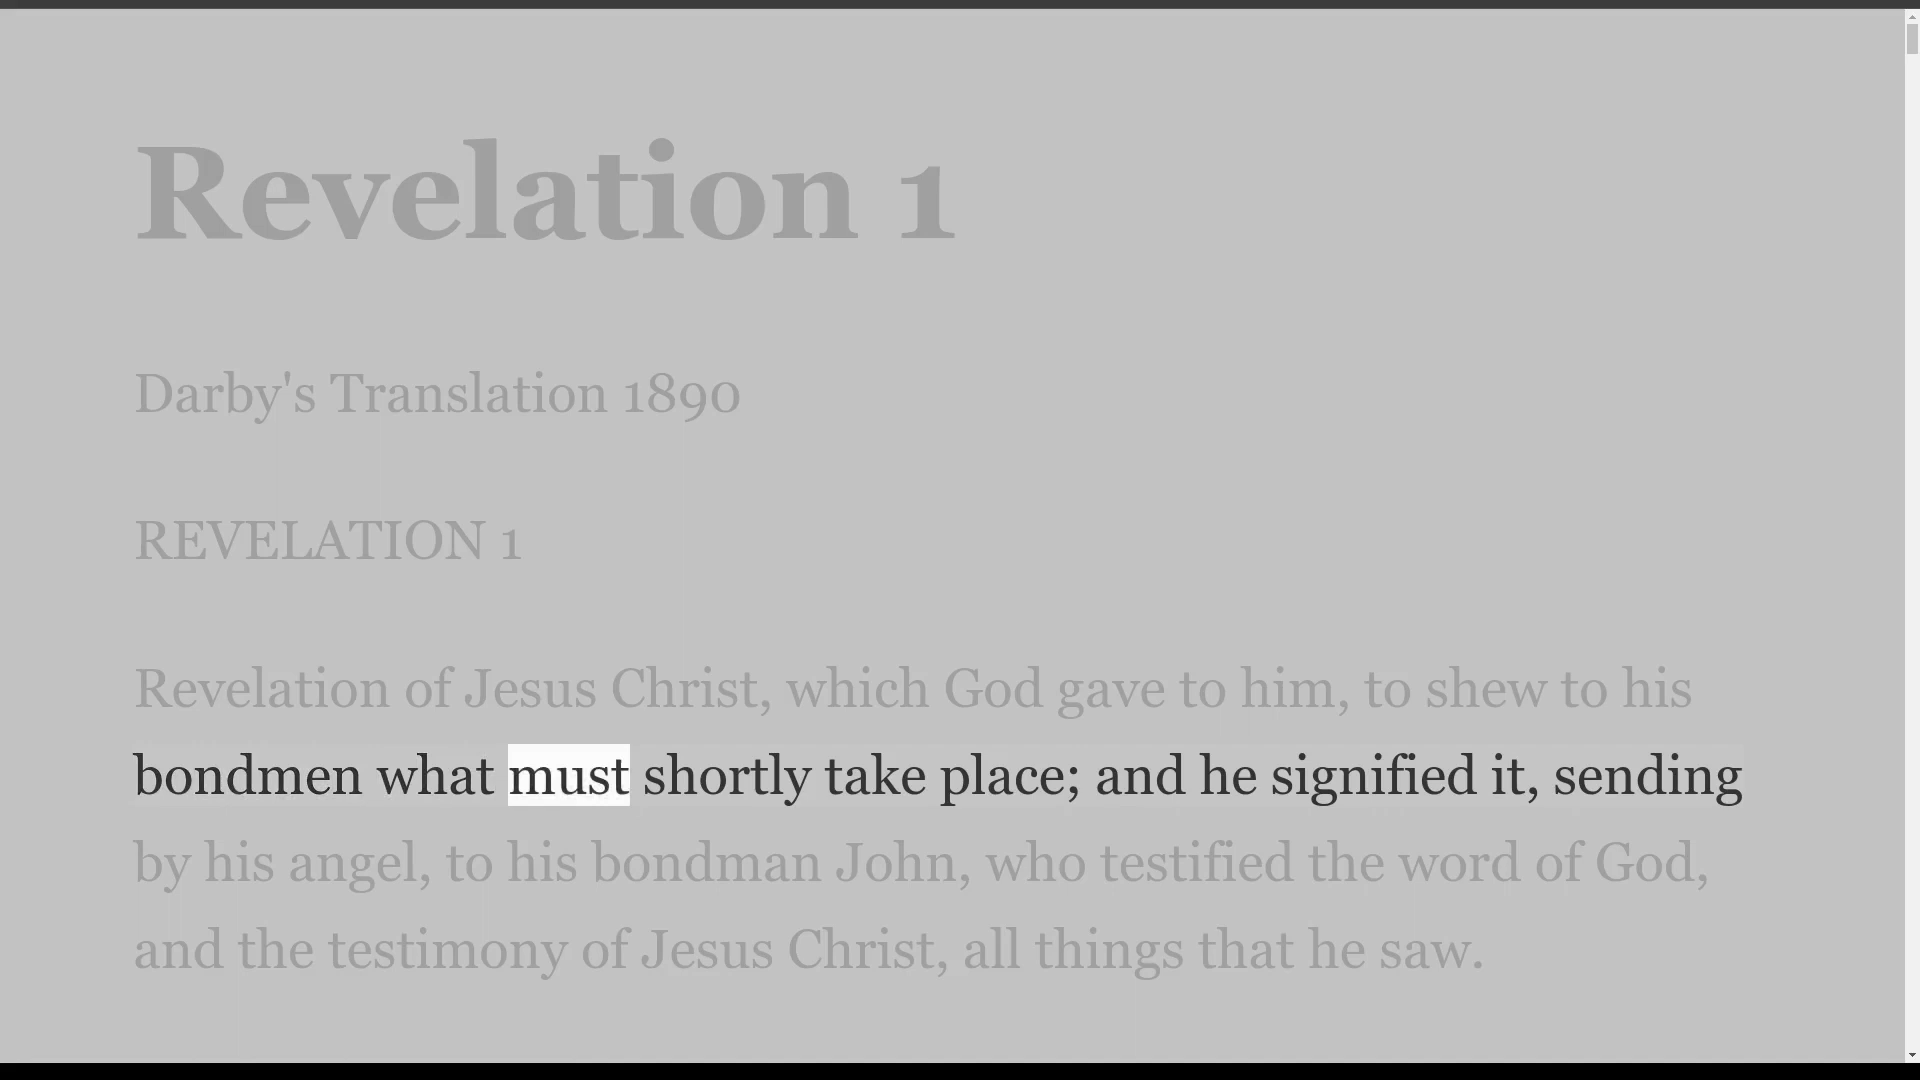 Revelation 1
Darby's Translation 1890
REVELATION 1
Revelation of Jesus Christ, which God gave to him, to shew to his
bondmen what must shortly take place; and he signified it, sending
by his angel, to his bondman John, who testified the word of God,
and the testimony of Jesus Christ, all things that he saw.